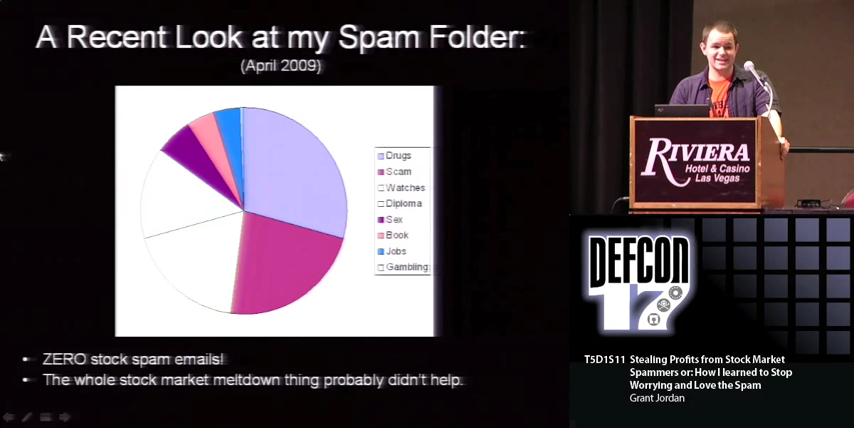 A Recent Look at my Spam Folder:
(April 2009)
Drugs
Scam
Watches
Diploma
Sex
Book
Jobs
Gambling
• ZERO stock spam emails!
• The whole stock market meltdown thing probably didn't help.
RIVIERA
Hotel & Casino
Las Vegas
DEFCON
17
T5D1S11 Stealing Profits from Stock Market
Spammers or: How I learned to Stop
Worrying and Love the Spam
Grant Jordan